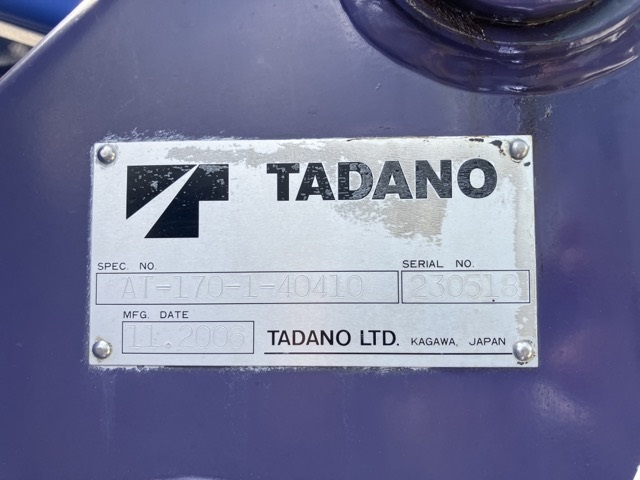 TADANO
SPEC. NO.
SERIAL NO.
AT-170-1-40410
230518
MFG. DATE
11.2006
TADANO LTD. KAGAWA, JAPAN